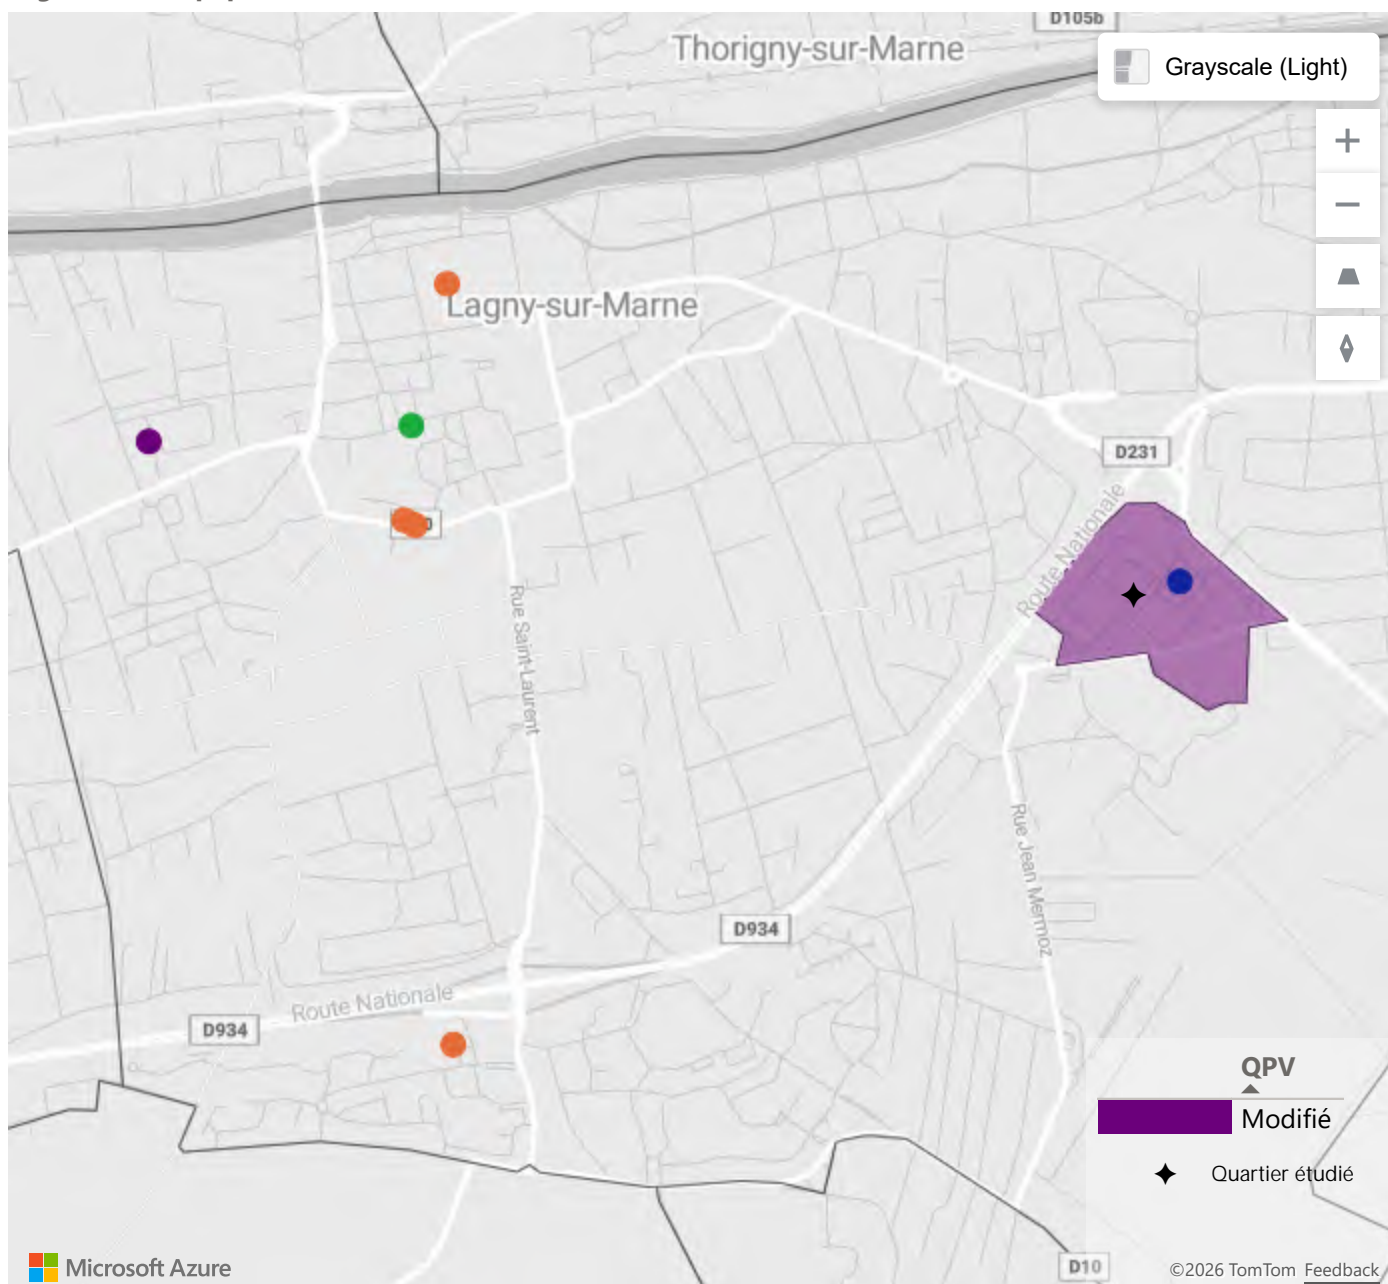 D105b
Thorigny-sur-Marne
Grayscale (Light)
Lagny-sur-Marne
D231
Route Nationale
Rue Saint-Laurent
Rue Jean Mermoz
D934
Route Nationale
D934
QPV
Modifié
Quartier étudié
D10
Microsoft Azure
©2026 TomTom Feedback